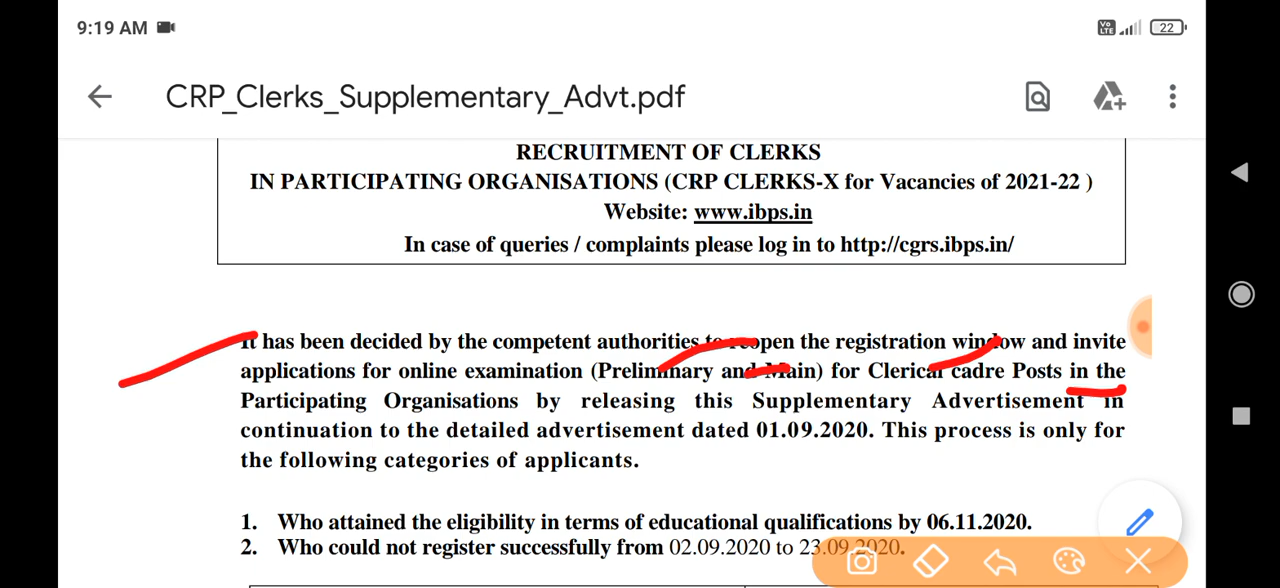 9:19 AM
Vo LTE
22
CRP_Clerks_Supplementary_Advt.pdf
RECRUITMENT OF CLERKS
IN PARTICIPATING ORGANISATIONS (CRP CLERKS-X for Vacancies of 2021-22 )
Website: www.ibps.in
In case of queries / complaints please log in to http://cgrs.ibps.in/
It has been decided by the competent authorities to reopen the registration window and invite
applications for online examination (Preliminary and Main) for Clerical cadre Posts in the
Participating Organisations by releasing this Supplementary Advertisement in
continuation to the detailed advertisement dated 01.09.2020. This process is only for
the following categories of applicants.
1. Who attained the eligibility in terms of educational qualifications by 06.11.2020.
2. Who could not register successfully from 02.09.2020 to 23.09.2020.